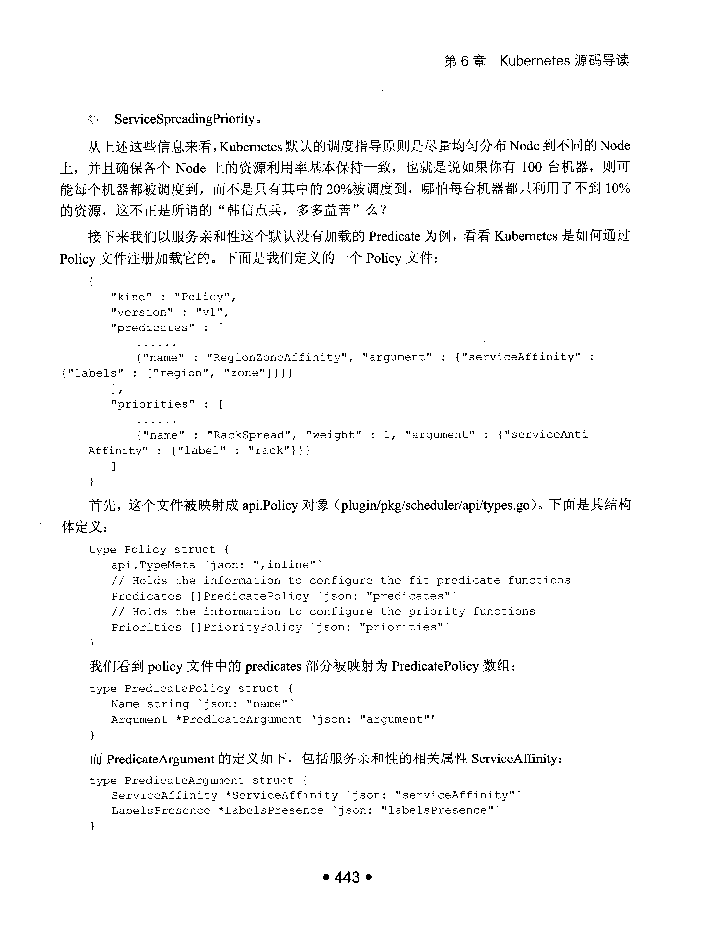 第 6 章 Kubernetes 源码导读
ServiceSpreadingPriority。
从上述这些信息来看，Kubernetes 默认的调度指导原则是尽量均匀分布 Node 到不同的 Node
上，并且确保各个 Node 上的资源利用率基本保持一致，也就是说如果你有 100 台机器，则可
能每个机器都被调度到，而不是只有其中的 20%被调度到，哪怕每台机器都只利用了不到 10%
的资源，这不正是所谓的“韩信点兵，多多益善”么？
接下来我们以服务亲和性这个默认没有加载的 Predicate 为例，看看 Kubernetes 是如何通过
Policy 文件注册加载它的。下面是我们定义的一个 Policy 文件：
{
"kind" : "Policy",
"version" : "v1",
"predicates" : [
......
{"name" : "RegionZoneAffinity", "argument" : {"serviceAffinity" :
{"labels" : ["region", "zone"]}}}
],
"priorities" : [
......
{"name" : "RackSpread", "weight" : 1, "argument" : {"serviceAnti
Affinity" : {"label" : "rack"}}}
]
}
首先，这个文件被映射成 api.Policy 对象（plugin/pkg/scheduler/api/types.go）。下面是其结构
体定义：
type Policy struct {
api.TypeMeta `json: ",inline"`
// Holds the information to configure the fit predicate functions
Predicates []PredicatePolicy `json: "predicates"`
// Holds the information to configure the priority functions
Priorities []PriorityPolicy `json: "priorities"`
}
我们看到 policy 文件中的 predicates 部分被映射为 PredicatePolicy 数组：
type PredicatePolicy struct {
Name string `json: "name"`
Argument *PredicateArgument `json: "argument"`
}
而 PredicateArgument 的定义如下，包括服务亲和性的相关属性 ServiceAffinity：
type PredicateArgument struct {
ServiceAffinity *ServiceAffinity `json: "serviceAffinity"`
LabelsPresence *LabelsPresence `json: "labelsPresence"`
}
• 443 •